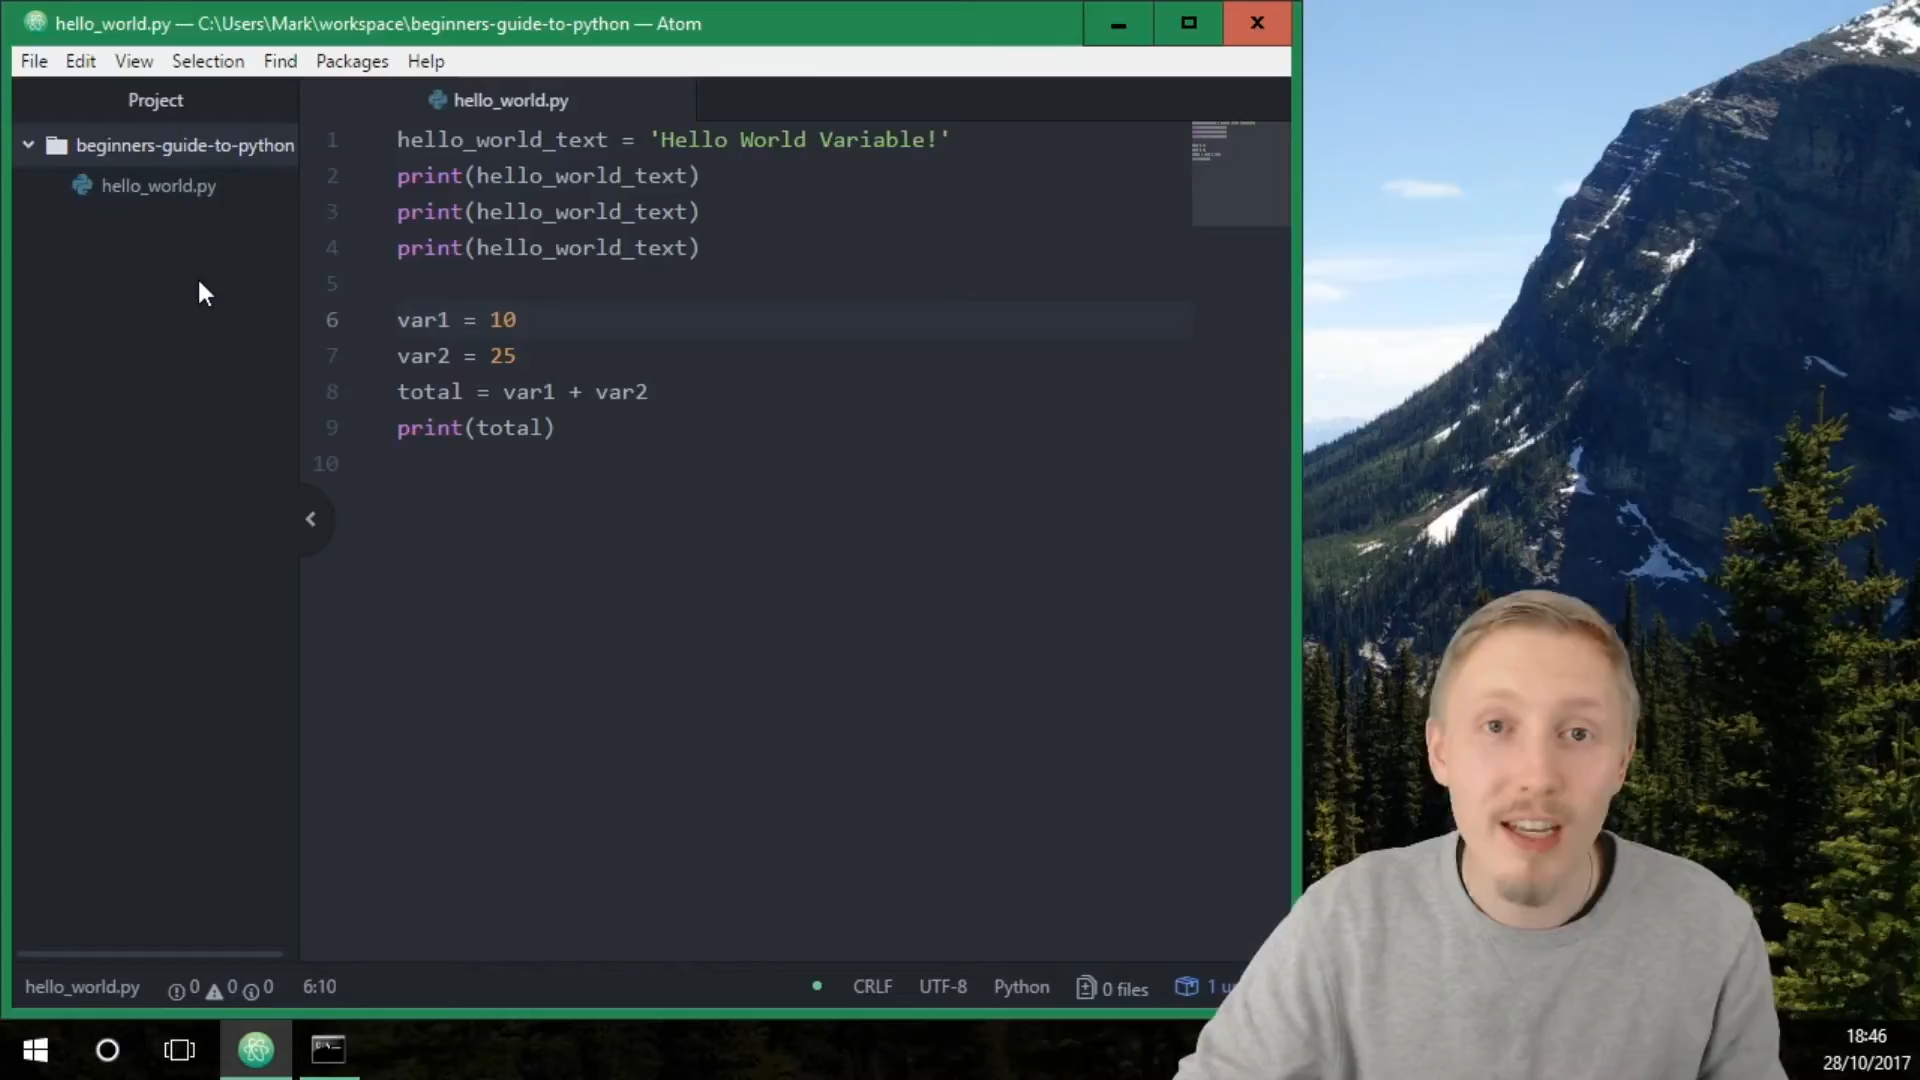 hello_world.py — C:\Users\Mark\workspace\beginners-guide-to-python — Atom
File Edit View Selection Find Packages Help
Project
hello_world.py
beginners-guide-to-python
hello_world.py
1 hello_world_text = 'Hello World Variable!'
2 print(hello_world_text)
3 print(hello_world_text)
4 print(hello_world_text)
5
6 var1 = 10
7 var2 = 25
8 total = var1 + var2
9 print(total)
10
hello_world.py 0 0 0 6:10 CRLF UTF-8 Python 0 files 1
18:46
28/10/2017